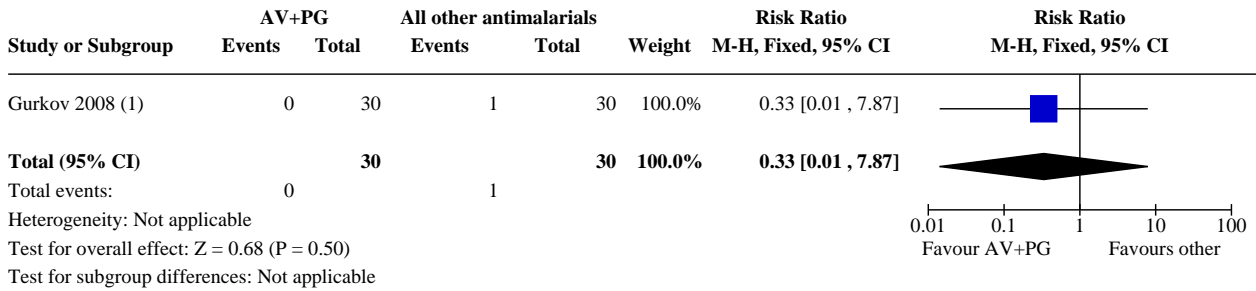 AV+PG All other antimalarials Risk Ratio Risk Ratio
Study or Subgroup Events Total Events Total Weight M-H, Fixed, 95% CI M-H, Fixed, 95% CI
Gurkov 2008 (1) 0 30 1 30 100.0% 0.33 [0.01 , 7.87]
Total (95% CI) 30 30 100.0% 0.33 [0.01 , 7.87]
Total events: 0 1
Heterogeneity: Not applicable
Test for overall effect: Z = 0.68 (P = 0.50)
Test for subgroup differences: Not applicable
0.01 0.1 1 10 100
Favour AV+PG Favours other